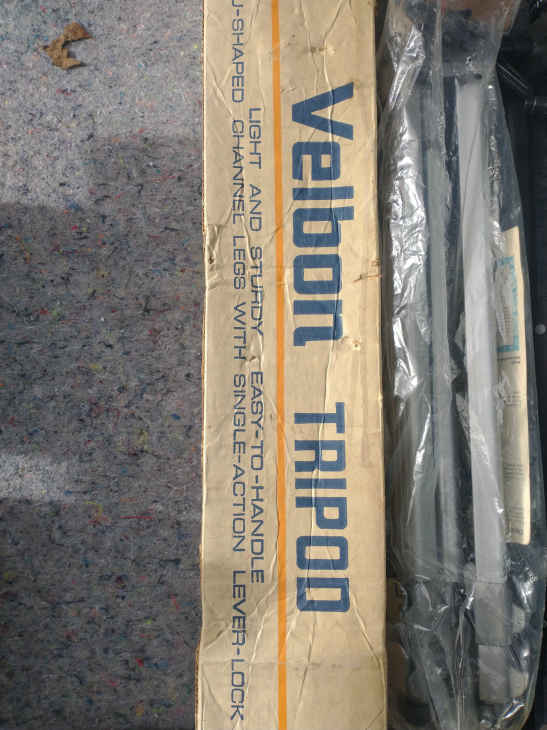 Velbon TRIPOD
LIGHT AND STURDY EASY-TO-HANDLE
U-SHAPED CHANNEL LEGS WITH SINGLE-ACTION LEVER-LOCK